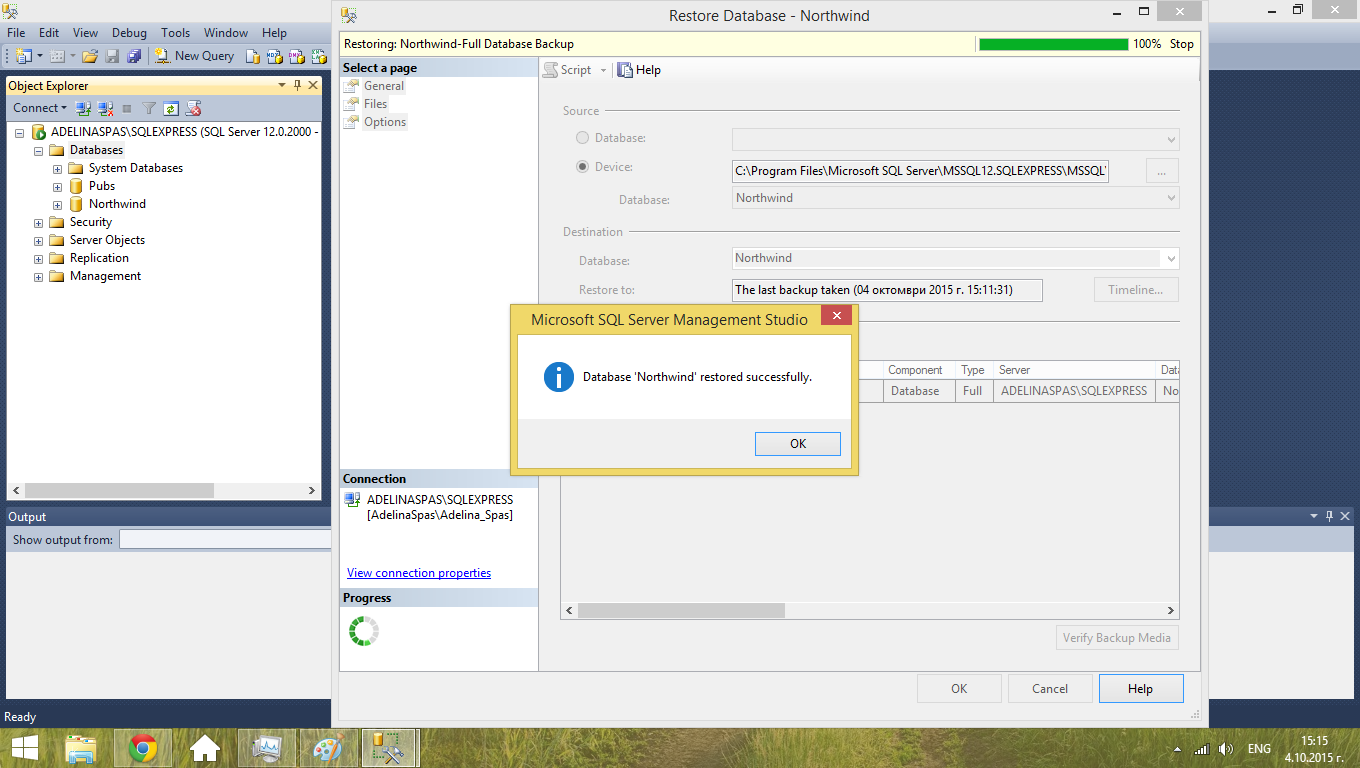 Restore Database - Northwind
File Edit View Debug Tools Window Help
New Query
Restoring: Northwind-Full Database Backup
100% Stop
Object Explorer
Connect
ADELINASPAS\SQLEXPRESS (SQL Server 12.0.2000 -
Databases
System Databases
Pubs
Northwind
Security
Server Objects
Replication
Management
Select a page
General
Files
Options
Script
Help
Source
Database:
Device:
C:\Program Files\Microsoft SQL Server\MSSQL12.SQLEXPRESS\MSSQL\
...
Database:
Northwind
Destination
Database:
Northwind
Restore to:
The last backup taken (04 октомври 2015 г. 15:11:31)
Timeline...
Component Type Server
Database Full ADELINASPAS\SQLEXPRESS No
Microsoft SQL Server Management Studio
Database 'Northwind' restored successfully.
OK
Connection
ADELINASPAS\SQLEXPRESS
[AdelinaSpas\Adelina_Spas]
View connection properties
Progress
Verify Backup Media
OK
Cancel
Help
Output
Show output from:
Ready
ENG
15:15
4.10.2015 г.